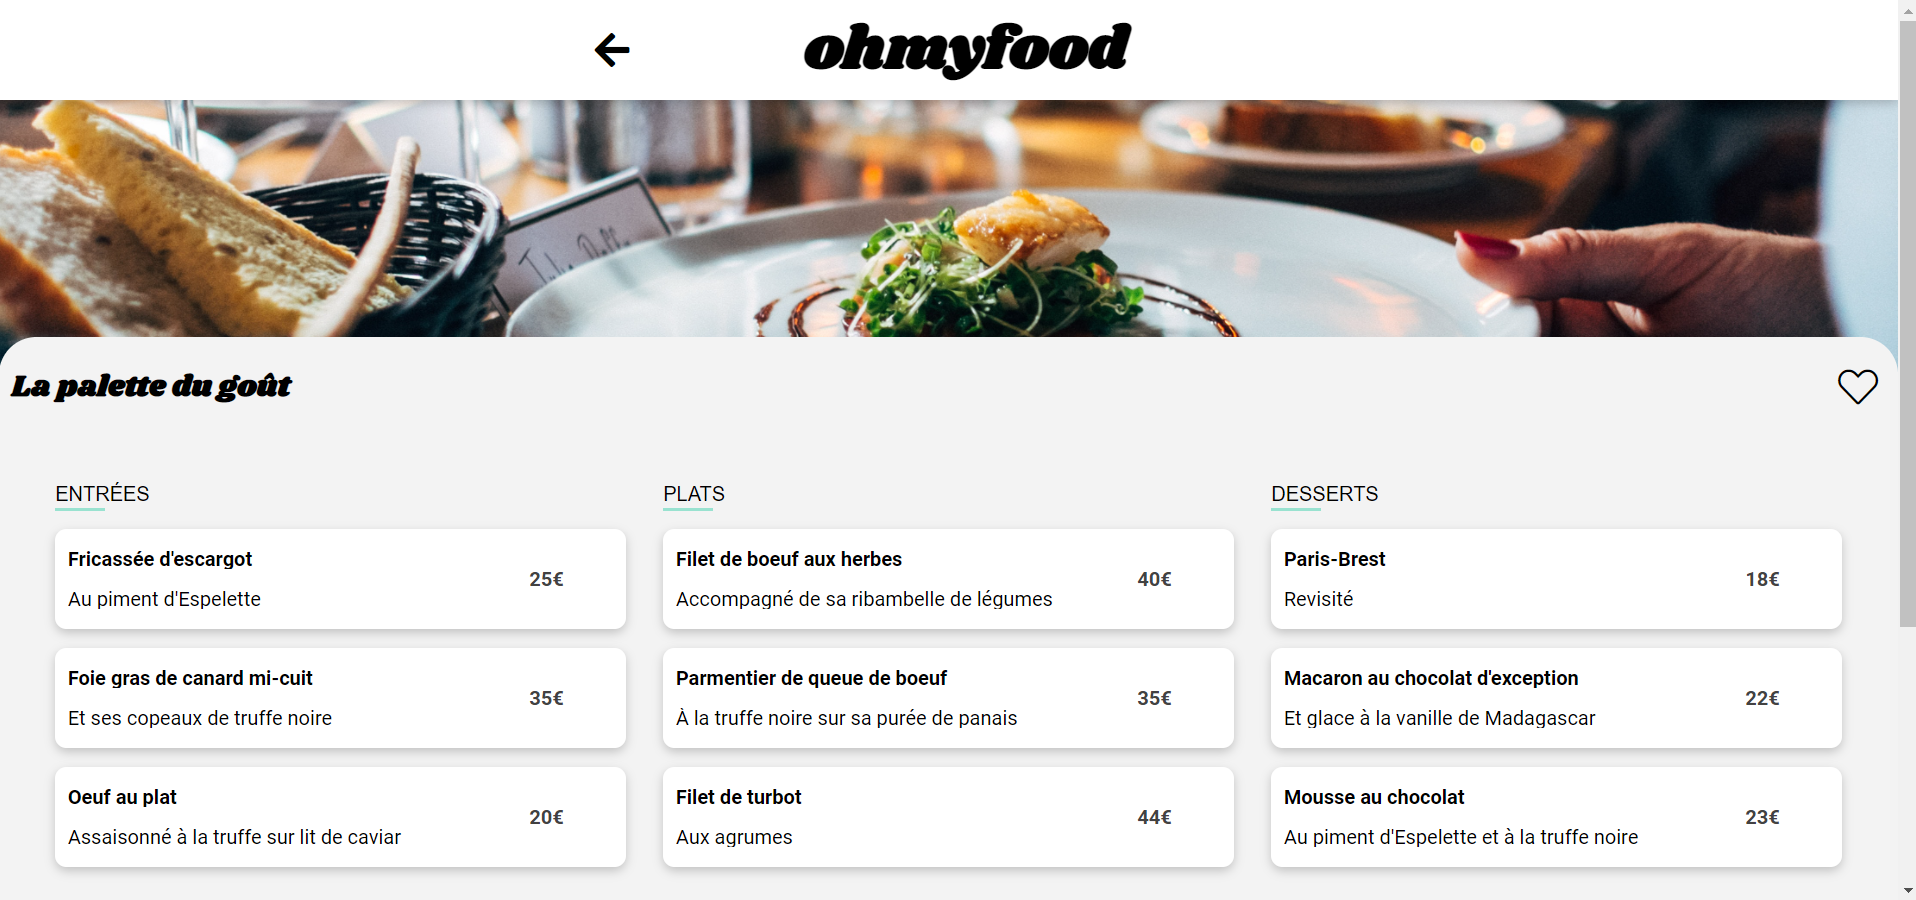 ohmyfood
La palette du goût
ENTRÉES
Fricassée d'escargot
25€
Au piment d'Espelette
Foie gras de canard mi-cuit
35€
Et ses copeaux de truffe noire
Oeuf au plat
20€
Assaisonné à la truffe sur lit de caviar
PLATS
Filet de boeuf aux herbes
40€
Accompagné de sa ribambelle de légumes
Parmentier de queue de boeuf
35€
À la truffe noire sur sa purée de panais
Filet de turbot
44€
Aux agrumes
DESSERTS
Paris-Brest
18€
Revisité
Macaron au chocolat d'exception
22€
Et glace à la vanille de Madagascar
Mousse au chocolat
23€
Au piment d'Espelette et à la truffe noire